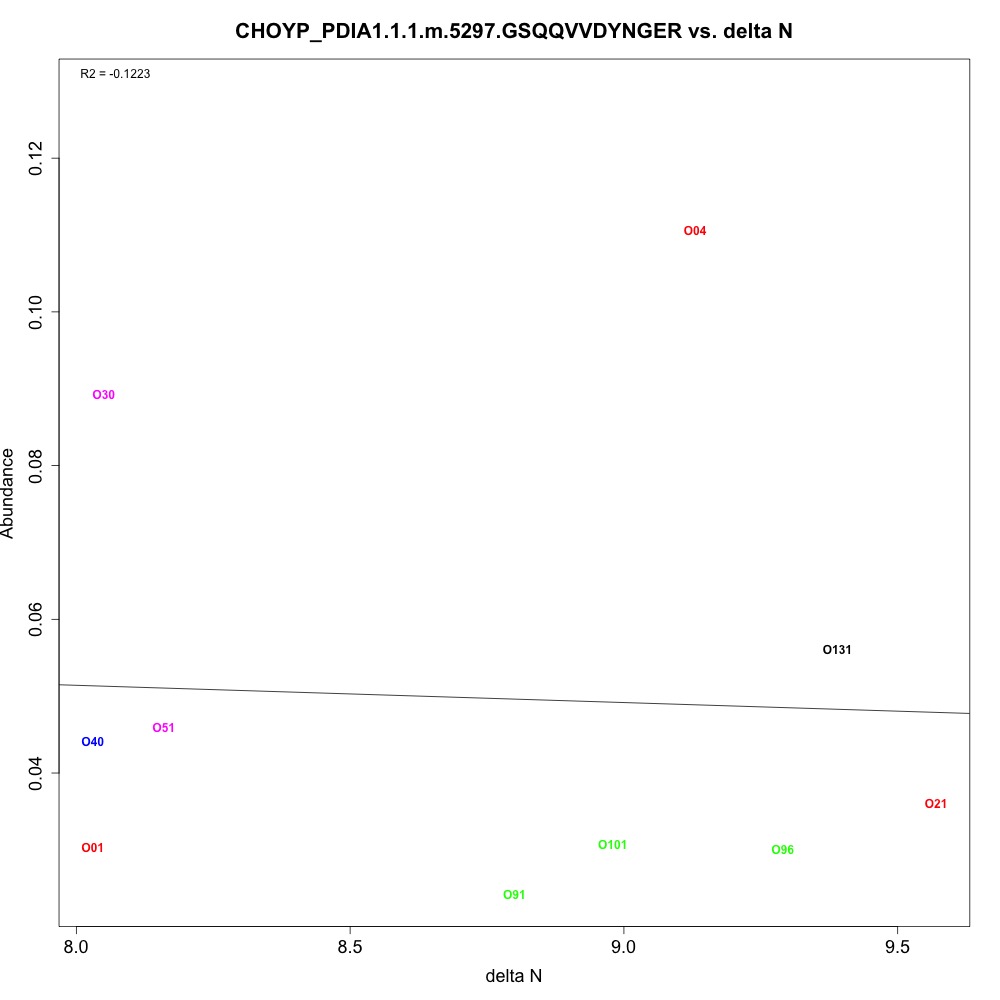 CHOYP_PDIA1.1.1.m.5297.GSQQVVDYNGER vs. delta N
R2 = -0.1223
0.12
O04
0.10
O30
0.08
Abundance
0.06
O131
O51
O40
0.04
O21
O01
O101
O96
O91
8.0
8.5
9.0
9.5
delta N